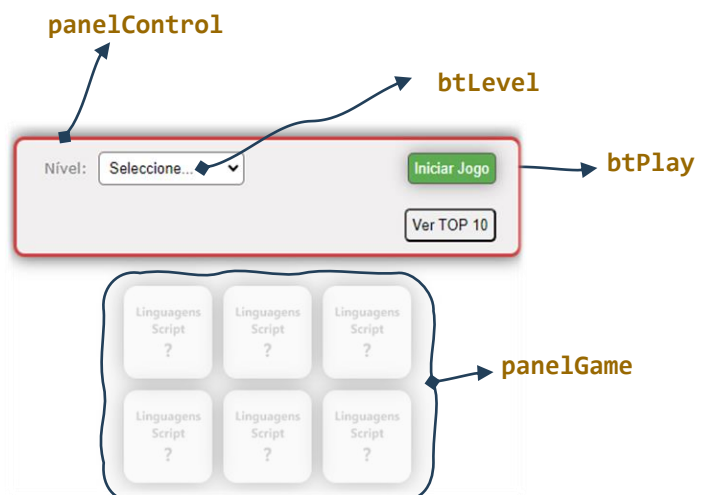 panelControl
btLevel
Nível: Seleccione... Iniciar Jogo
btPlay
Ver TOP 10
Linguagens Linguagens Linguagens
Script Script Script
? ? ?
panelGame
Linguagens Linguagens Linguagens
Script Script Script
? ? ?